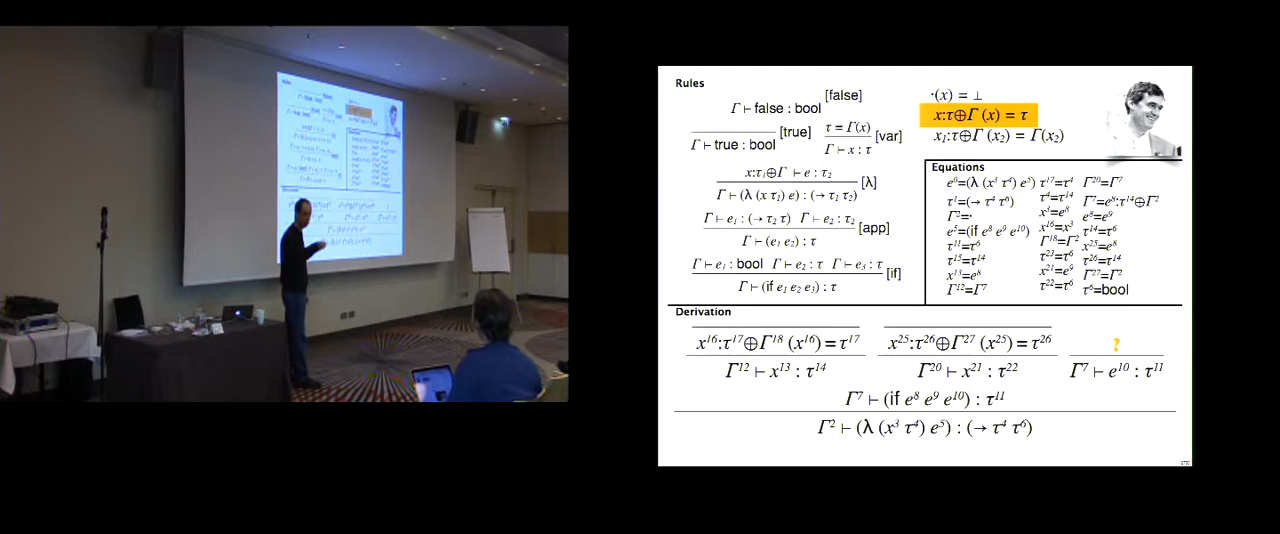 Rules
Γ ⊢ false : bool [false]
Γ ⊢ true : bool [true]
τ = Γ(x)
Γ ⊢ x : τ [var]
x:τ₁⊕Γ ⊢ e : τ₂
Γ ⊢ (λ (x τ₁) e) : (→ τ₁ τ₂) [λ]
Γ ⊢ e₁ : (→ τ₂ τ) Γ ⊢ e₂ : τ₂
Γ ⊢ (e₁ e₂) : τ [app]
Γ ⊢ e₁ : bool Γ ⊢ e₂ : τ Γ ⊢ e₃ : τ
Γ ⊢ (if e₁ e₂ e₃) : τ [if]
·(x) = ⊥
x:τ⊕Γ (x) = τ
x₁:τ⊕Γ (x₂) = Γ(x₂)
Equations
e⁰=(λ (x³ τ⁴) e⁵)
τ¹=(→ τ⁴ τ⁶)
Γ²=·
e⁵=(if e⁸ e⁹ e¹⁰)
τ¹¹=τ⁶
τ¹⁵=τ¹⁴
x¹³=e⁸
Γ¹²=Γ⁷
τ¹⁷=τ⁴
τ⁴=τ¹⁴
x³=e⁸
x¹⁶=x³
Γ¹⁸=Γ²
τ²³=τ⁶
x²¹=e⁹
τ²²=τ⁶
Γ²⁰=Γ⁷
Γ⁷=e⁸:τ¹⁴⊕Γ²
e⁸=e⁹
τ¹⁴=τ⁶
x²⁵=e⁸
τ²⁶=τ¹⁴
Γ²⁷=Γ²
τ⁶=bool
Derivation
x¹⁶:τ¹⁷⊕Γ¹⁸ (x¹⁶) = τ¹⁷ x²⁵:τ²⁶⊕Γ²⁷ (x²⁵) = τ²⁶ ?
Γ¹² ⊢ x¹³ : τ¹⁴ Γ²⁰ ⊢ x²¹ : τ²² Γ⁷ ⊢ e¹⁰ : τ¹¹
Γ⁷ ⊢ (if e⁸ e⁹ e¹⁰) : τ¹¹
Γ² ⊢ (λ (x³ τ⁴) e⁵) : (→ τ⁴ τ⁶)